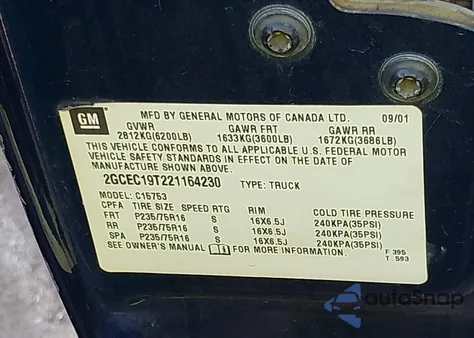 GM
MFD BY GENERAL MOTORS OF CANADA LTD. 09/01
GVWR GAWR FRT GAWR RR
2812KG(6200LB) 1633KG(3600LB) 1672KG(3686LB)
THIS VEHICLE CONFORMS TO ALL APPLICABLE U.S. FEDERAL MOTOR
VEHICLE SAFETY STANDARDS IN EFFECT ON THE DATE OF
MANUFACTURE SHOWN ABOVE.
2GCEC19T221164230 TYPE: TRUCK
MODEL: C15753
CPFA TIRE SIZE SPEED RTG RIM COLD TIRE PRESSURE
FRT P235/75R16 S 16X6.5J 240KPA(35PSI)
RR P235/75R16 S 16X6.5J 240KPA(35PSI)
SPA P235/75R16 S 16X6.5J 240KPA(35PSI)
SEE OWNER'S MANUAL FOR MORE INFORMATION.
F 395
T 593
autoSnap